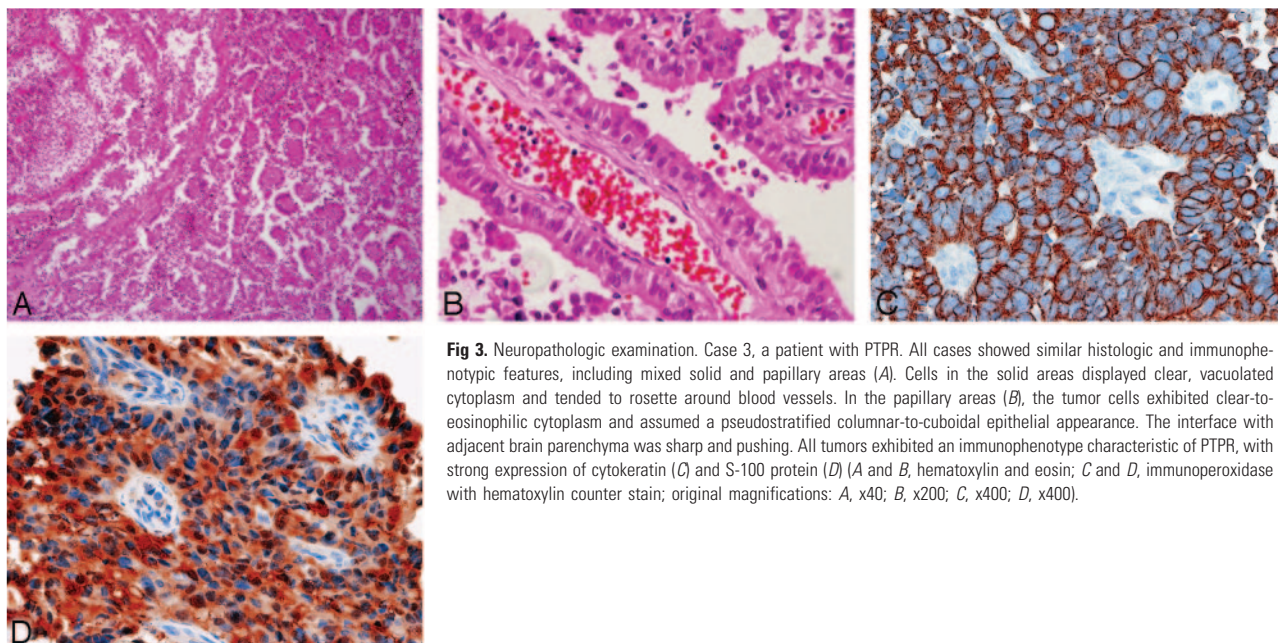 A
B
C
D
Fig 3. Neuropathologic examination. Case 3, a patient with PTPR. All cases showed similar histologic and immunophe-
notypic features, including mixed solid and papillary areas (A). Cells in the solid areas displayed clear, vacuolated
cytoplasm and tended to rosette around blood vessels. In the papillary areas (B), the tumor cells exhibited clear-to-
eosinophilic cytoplasm and assumed a pseudostratified columnar-to-cuboidal epithelial appearance. The interface with
adjacent brain parenchyma was sharp and pushing. All tumors exhibited an immunophenotype characteristic of PTPR, with
strong expression of cytokeratin (C) and S-100 protein (D) (A and B, hematoxylin and eosin; C and D, immunoperoxidase
with hematoxylin counter stain; original magnifications: A, x40; B, x200; C, x400; D, x400).